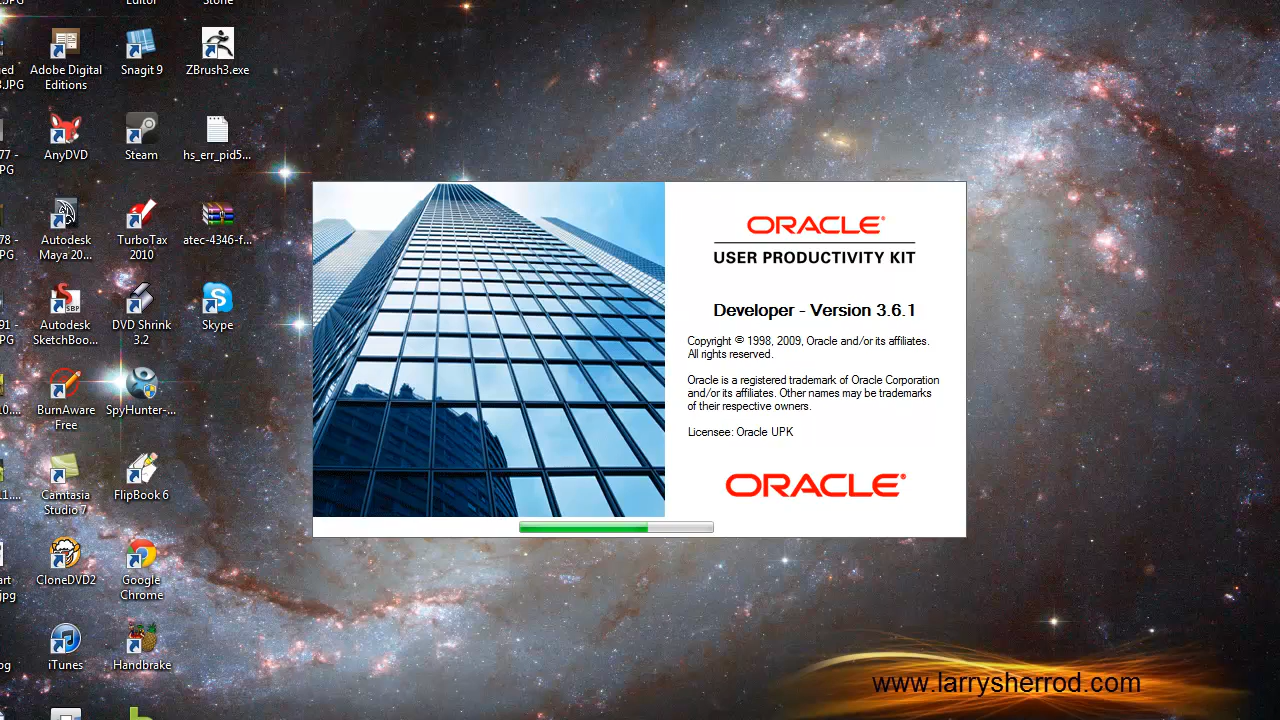 Editor
Stone
Adobe Digital
Editions
Snagit 9
ZBrush3.exe
AnyDVD
Steam
hs_err_pid5...
Autodesk
Maya 20...
TurboTax
2010
atec-4346-f...
SBP
Autodesk
SketchBoo...
DVD Shrink
3.2
Skype
BurnAware
Free
SpyHunter-...
Camtasia
Studio 7
FlipBook 6
CloneDVD2
Google
Chrome
iTunes
Handbrake
ORACLE®
USER PRODUCTIVITY KIT
Developer - Version 3.6.1
Copyright © 1998, 2009, Oracle and/or its affiliates.
All rights reserved.
Oracle is a registered trademark of Oracle Corporation
and/or its affiliates. Other names may be trademarks
of their respective owners.
Licensee: Oracle UPK
ORACLE®
www.larrysherrod.com